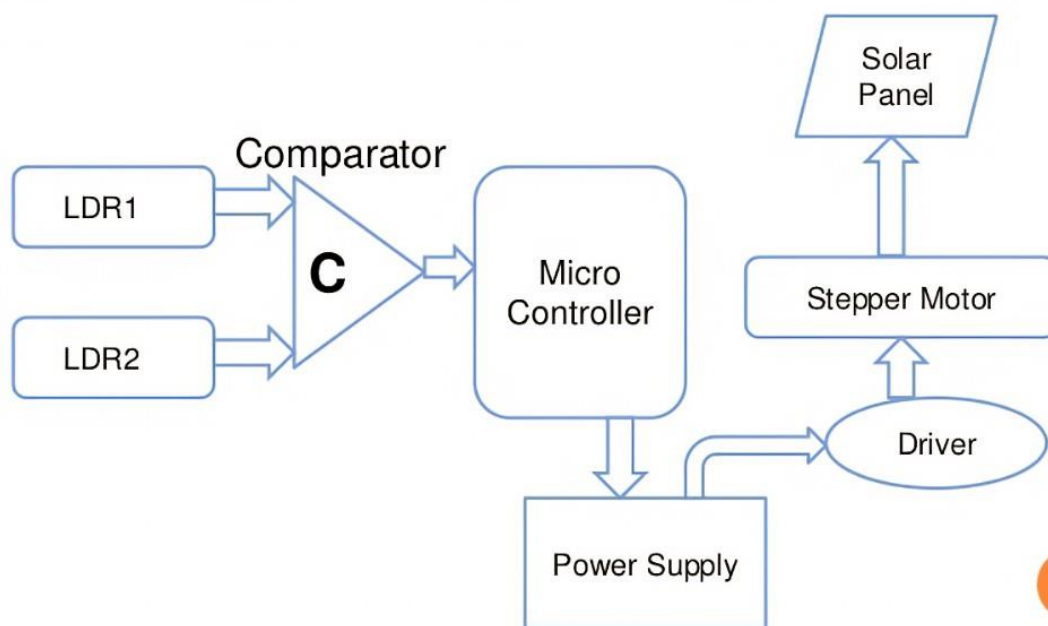 Solar
Panel
Comparator
LDR1
C
Micro
Controller
Stepper Motor
LDR2
Driver
Power Supply